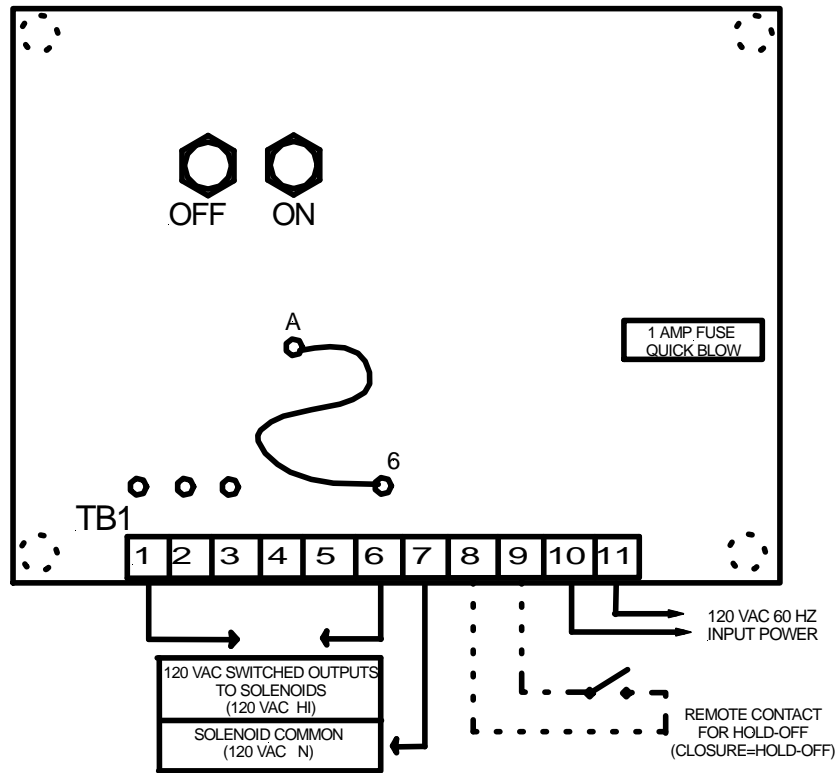 OFF ON
A
1 AMP FUSE
QUICK BLOW
6
TB1
1 2 3 4 5 6 7 8 9 10 11
120 VAC 60 HZ
INPUT POWER
120 VAC SWITCHED OUTPUTS
TO SOLENOIDS
(120 VAC HI)
SOLENOID COMMON
(120 VAC N)
REMOTE CONTACT
FOR HOLD-OFF
(CLOSURE=HOLD-OFF)